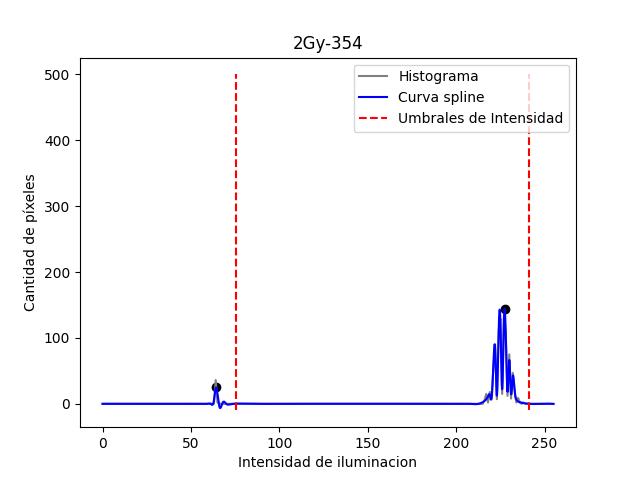 2Gy-354
Histograma
Curva spline
Umbrales de Intensidad
Cantidad de píxeles
500
400
300
200
100
0
0 50 100 150 200 250
Intensidad de iluminacion